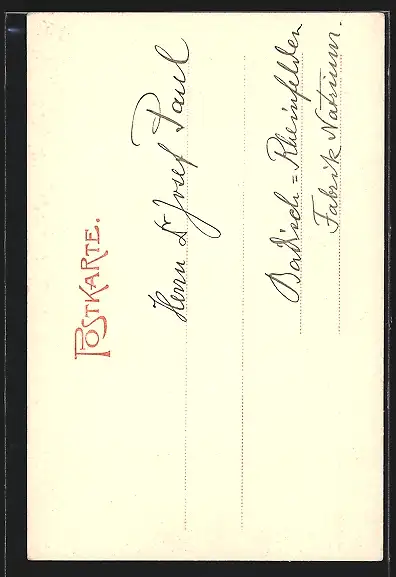 POSTKARTE.
Herrn Dr Josef Paul
Badisch=Rheinfelden
Fabrik Natrium.